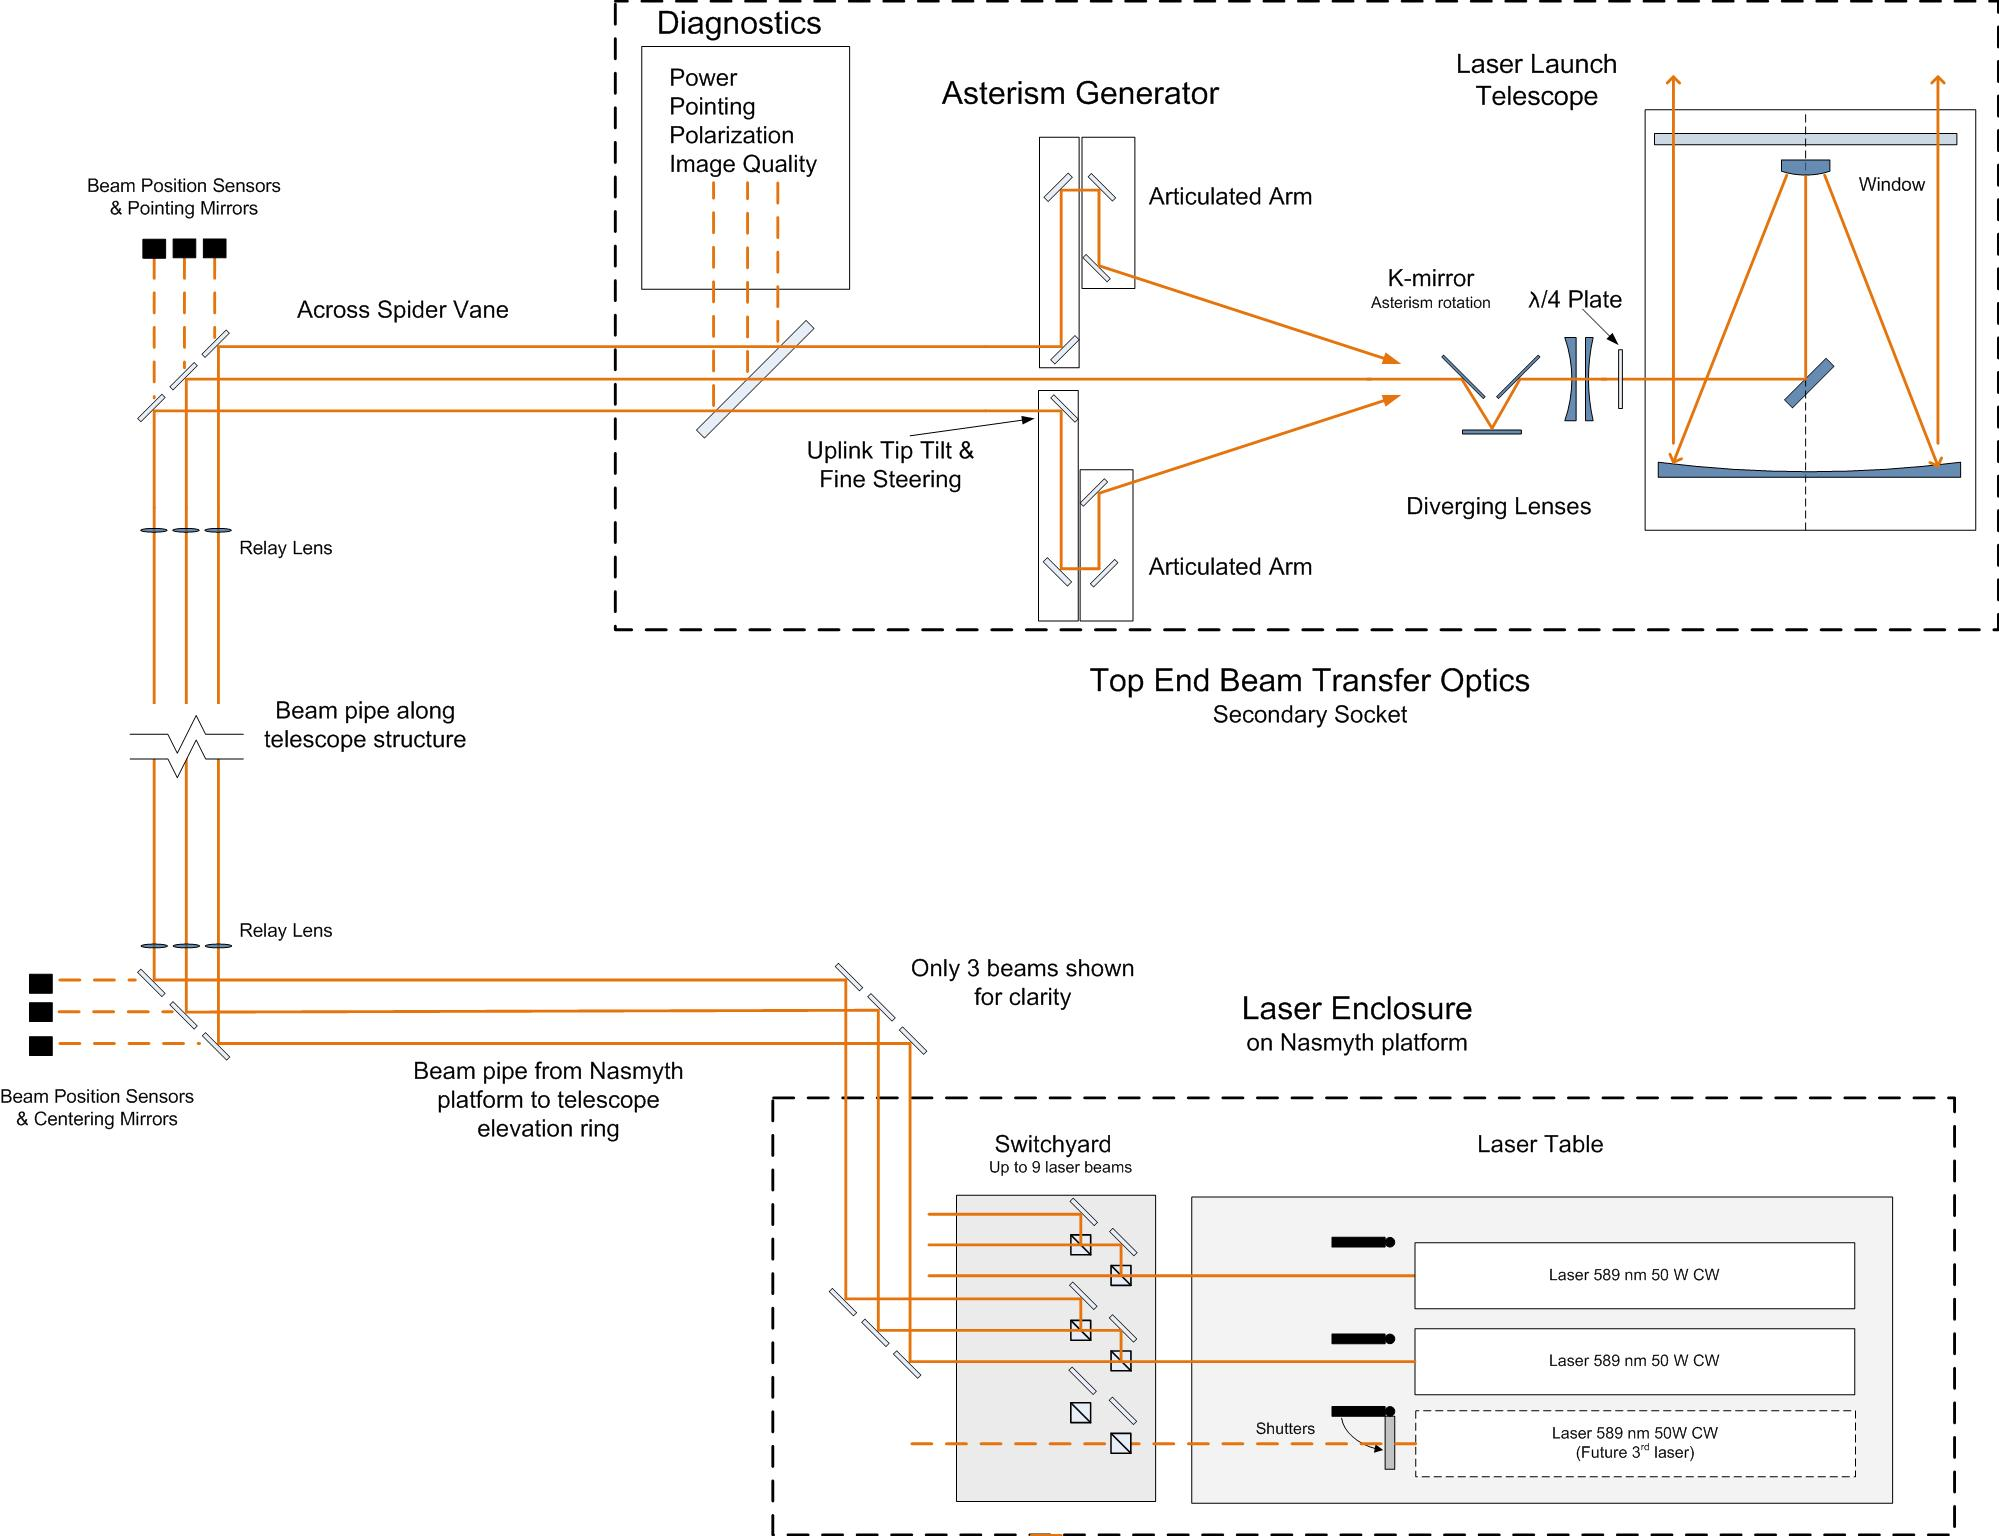 Diagnostics
Power
Pointing
Polarization
Image Quality
Asterism Generator
Laser Launch
Telescope
Window
Articulated Arm
K-mirror
Asterism rotation
λ/4 Plate
Beam Position Sensors
& Pointing Mirrors
Across Spider Vane
Uplink Tip Tilt &
Fine Steering
Diverging Lenses
Articulated Arm
Relay Lens
Top End Beam Transfer Optics
Secondary Socket
Beam pipe along
telescope structure
Relay Lens
Only 3 beams shown
for clarity
Laser Enclosure
on Nasmyth platform
Beam pipe from Nasmyth
platform to telescope
elevation ring
Beam Position Sensors
& Centering Mirrors
Switchyard
Up to 9 laser beams
Laser Table
Laser 589 nm 50 W CW
Laser 589 nm 50 W CW
Shutters
Laser 589 nm 50W CW
(Future 3rd laser)